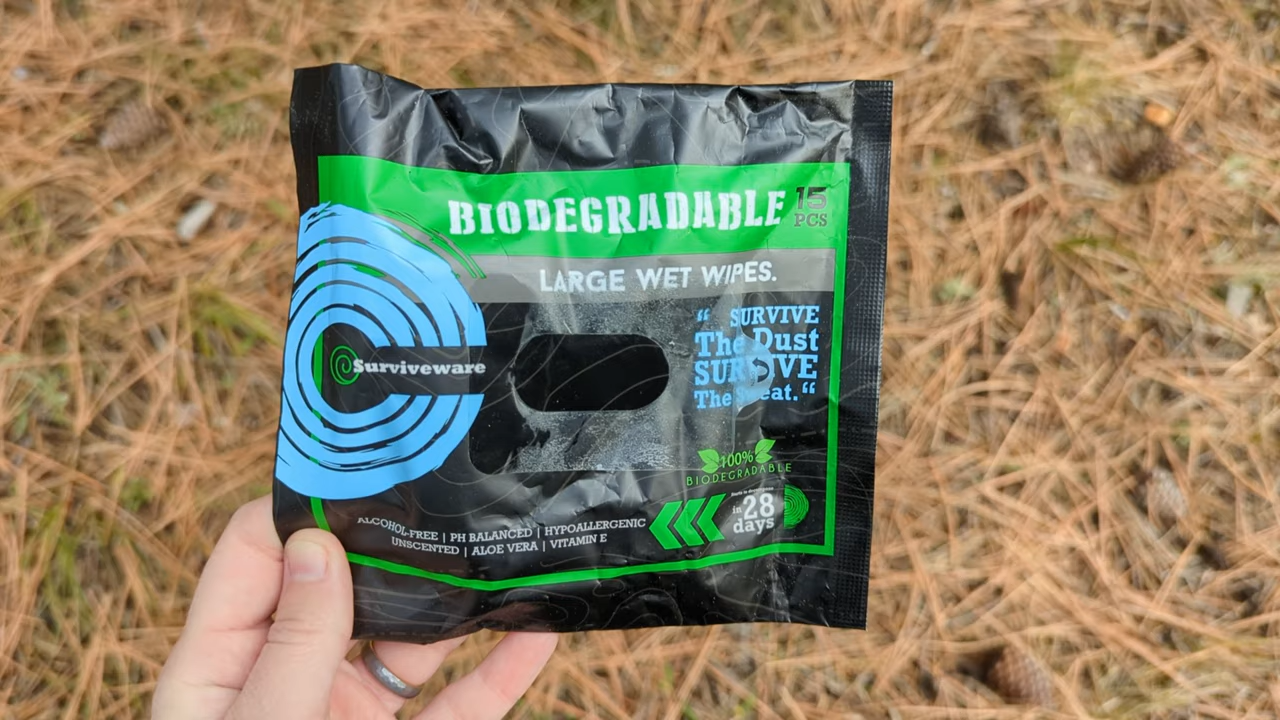 BIODEGRADABLE
15
PCS
LARGE WET WIPES.
“ SURVIVE
The Dust
SURVIVE
The Sweat.“
Surviveware
100%
BIODEGRADABLE
in 28
days
ALCOHOL-FREE | PH BALANCED | HYPOALLERGENIC
UNSCENTED | ALOE VERA | VITAMIN E